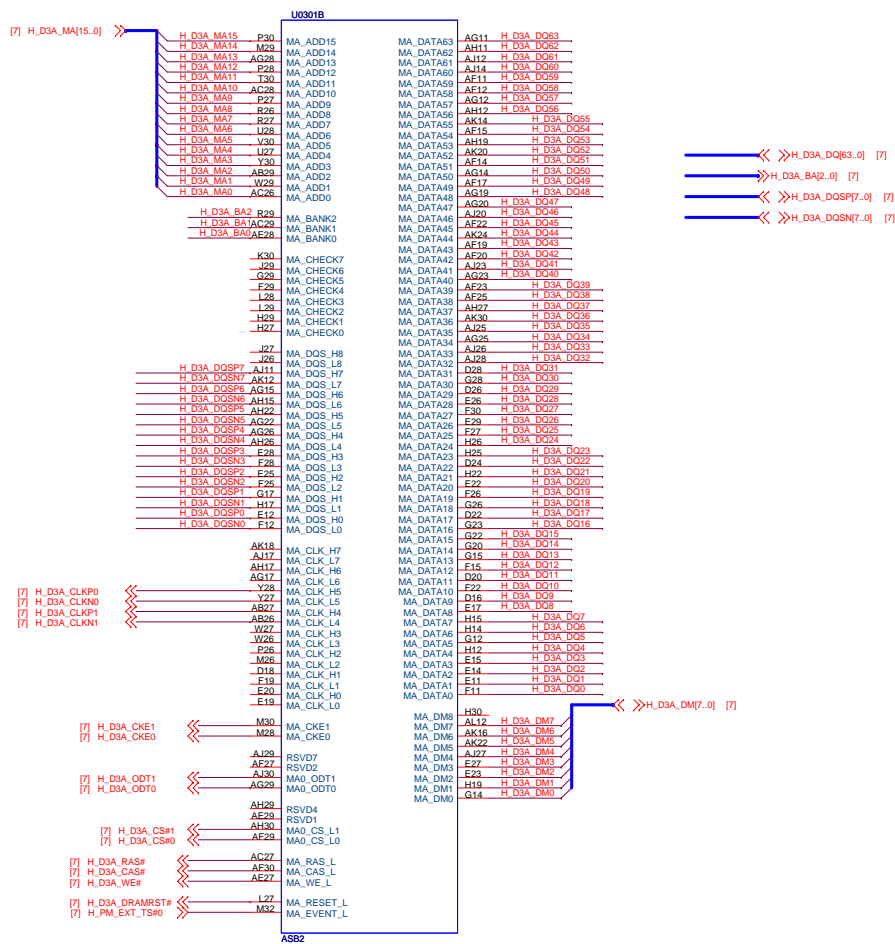 U0301B
[7] H_D3A_MA[15..0]
H_D3A_MA15 P30 MA_ADD15
H_D3A_MA14 M29 MA_ADD14
H_D3A_MA13 AG28 MA_ADD13
H_D3A_MA12 P28 MA_ADD12
H_D3A_MA11 T30 MA_ADD11
H_D3A_MA10 AC28 MA_ADD10
H_D3A_MA9 P27 MA_ADD9
H_D3A_MA8 R26 MA_ADD8
H_D3A_MA7 R27 MA_ADD7
H_D3A_MA6 U28 MA_ADD6
H_D3A_MA5 V30 MA_ADD5
H_D3A_MA4 U27 MA_ADD4
H_D3A_MA3 Y30 MA_ADD3
H_D3A_MA2 AB29 MA_ADD2
H_D3A_MA1 W29 MA_ADD1
H_D3A_MA0 AC26 MA_ADD0
H_D3A_BA2 R29 MA_BANK2
H_D3A_BA1 AC29 MA_BANK1
H_D3A_BA0 AE28 MA_BANK0
K30 MA_CHECK7
J29 MA_CHECK6
G29 MA_CHECK5
F29 MA_CHECK4
L28 MA_CHECK3
L29 MA_CHECK2
H29 MA_CHECK1
H27 MA_CHECK0
J27 MA_DQS_H8
J26 MA_DQS_L8
H_D3A_DQSP7 AJ11 MA_DQS_H7
H_D3A_DQSN7 AK12 MA_DQS_L7
H_D3A_DQSP6 AG15 MA_DQS_H6
H_D3A_DQSN6 AH15 MA_DQS_L6
H_D3A_DQSP5 AH22 MA_DQS_H5
H_D3A_DQSN5 AG22 MA_DQS_L5
H_D3A_DQSP4 AG26 MA_DQS_H4
H_D3A_DQSN4 AH26 MA_DQS_L4
H_D3A_DQSP3 E28 MA_DQS_H3
H_D3A_DQSN3 F28 MA_DQS_L3
H_D3A_DQSP2 E25 MA_DQS_H2
H_D3A_DQSN2 F25 MA_DQS_L2
H_D3A_DQSP1 G17 MA_DQS_H1
H_D3A_DQSN1 H17 MA_DQS_L1
H_D3A_DQSP0 E12 MA_DQS_H0
H_D3A_DQSN0 F12 MA_DQS_L0
AK18 MA_CLK_H7
AJ17 MA_CLK_L7
AH17 MA_CLK_H6
AG17 MA_CLK_L6
[7] H_D3A_CLKP0 Y28 MA_CLK_H5
[7] H_D3A_CLKN0 Y27 MA_CLK_L5
[7] H_D3A_CLKP1 AB27 MA_CLK_H4
[7] H_D3A_CLKN1 AB26 MA_CLK_L4
W27 MA_CLK_H3
W26 MA_CLK_L3
P26 MA_CLK_H2
M26 MA_CLK_L2
D18 MA_CLK_H1
F19 MA_CLK_L1
E20 MA_CLK_H0
E19 MA_CLK_L0
[7] H_D3A_CKE1 M30 MA_CKE1
[7] H_D3A_CKE0 M28 MA_CKE0
AJ29 RSVD7
AF27 RSVD2
[7] H_D3A_ODT1 AJ30 MA0_ODT1
[7] H_D3A_ODT0 AG29 MA0_ODT0
AH29 RSVD4
AE29 RSVD1
[7] H_D3A_CS#1 AH30 MA0_CS_L1
[7] H_D3A_CS#0 AF29 MA0_CS_L0
[7] H_D3A_RAS# AC27 MA_RAS_L
[7] H_D3A_CAS# AF30 MA_CAS_L
[7] H_D3A_WE# AE27 MA_WE_L
[7] H_D3A_DRAMRST# L27 MA_RESET_L
[7] H_PM_EXT_TS#0 M32 MA_EVENT_L
MA_DATA63 AG11 H_D3A_DQ63
MA_DATA62 AH11 H_D3A_DQ62
MA_DATA61 AJ12 H_D3A_DQ61
MA_DATA60 AJ14 H_D3A_DQ60
MA_DATA59 AF11 H_D3A_DQ59
MA_DATA58 AF12 H_D3A_DQ58
MA_DATA57 AG12 H_D3A_DQ57
MA_DATA56 AH12 H_D3A_DQ56
MA_DATA55 AK14 H_D3A_DQ55
MA_DATA54 AF15 H_D3A_DQ54
MA_DATA53 AH19 H_D3A_DQ53
MA_DATA52 AK20 H_D3A_DQ52
MA_DATA51 AF14 H_D3A_DQ51
MA_DATA50 AG14 H_D3A_DQ50
MA_DATA49 AF17 H_D3A_DQ49
MA_DATA48 AG19 H_D3A_DQ48
MA_DATA47 AG20 H_D3A_DQ47
MA_DATA46 AJ20 H_D3A_DQ46
MA_DATA45 AF22 H_D3A_DQ45
MA_DATA44 AK24 H_D3A_DQ44
MA_DATA43 AF19 H_D3A_DQ43
MA_DATA42 AF20 H_D3A_DQ42
MA_DATA41 AJ23 H_D3A_DQ41
MA_DATA40 AG23 H_D3A_DQ40
MA_DATA39 AF23 H_D3A_DQ39
MA_DATA38 AF25 H_D3A_DQ38
MA_DATA37 AH27 H_D3A_DQ37
MA_DATA36 AK30 H_D3A_DQ36
MA_DATA35 AJ25 H_D3A_DQ35
MA_DATA34 AG25 H_D3A_DQ34
MA_DATA33 AJ26 H_D3A_DQ33
MA_DATA32 AJ28 H_D3A_DQ32
MA_DATA31 D28 H_D3A_DQ31
MA_DATA30 G28 H_D3A_DQ30
MA_DATA29 D26 H_D3A_DQ29
MA_DATA28 E26 H_D3A_DQ28
MA_DATA27 F30 H_D3A_DQ27
MA_DATA26 E29 H_D3A_DQ26
MA_DATA25 F27 H_D3A_DQ25
MA_DATA24 H26 H_D3A_DQ24
MA_DATA23 H25 H_D3A_DQ23
MA_DATA22 D24 H_D3A_DQ22
MA_DATA21 H22 H_D3A_DQ21
MA_DATA20 E22 H_D3A_DQ20
MA_DATA19 F26 H_D3A_DQ19
MA_DATA18 G26 H_D3A_DQ18
MA_DATA17 D22 H_D3A_DQ17
MA_DATA16 G23 H_D3A_DQ16
MA_DATA15 G22 H_D3A_DQ15
MA_DATA14 G20 H_D3A_DQ14
MA_DATA13 G15 H_D3A_DQ13
MA_DATA12 F15 H_D3A_DQ12
MA_DATA11 D20 H_D3A_DQ11
MA_DATA10 F22 H_D3A_DQ10
MA_DATA9 D16 H_D3A_DQ9
MA_DATA8 E17 H_D3A_DQ8
MA_DATA7 H15 H_D3A_DQ7
MA_DATA6 H14 H_D3A_DQ6
MA_DATA5 G12 H_D3A_DQ5
MA_DATA4 H12 H_D3A_DQ4
MA_DATA3 E15 H_D3A_DQ3
MA_DATA2 E14 H_D3A_DQ2
MA_DATA1 E11 H_D3A_DQ1
MA_DATA0 F11 H_D3A_DQ0
MA_DM8 H30
MA_DM7 AL12 H_D3A_DM7
MA_DM6 AK16 H_D3A_DM6
MA_DM5 AK22 H_D3A_DM5
MA_DM4 AJ27 H_D3A_DM4
MA_DM3 E27 H_D3A_DM3
MA_DM2 E23 H_D3A_DM2
MA_DM1 H19 H_D3A_DM1
MA_DM0 G14 H_D3A_DM0
H_D3A_DQ[63..0] [7]
H_D3A_BA[2..0] [7]
H_D3A_DQSP[7..0] [7]
H_D3A_DQSN[7..0] [7]
H_D3A_DM[7..0] [7]
ASB2